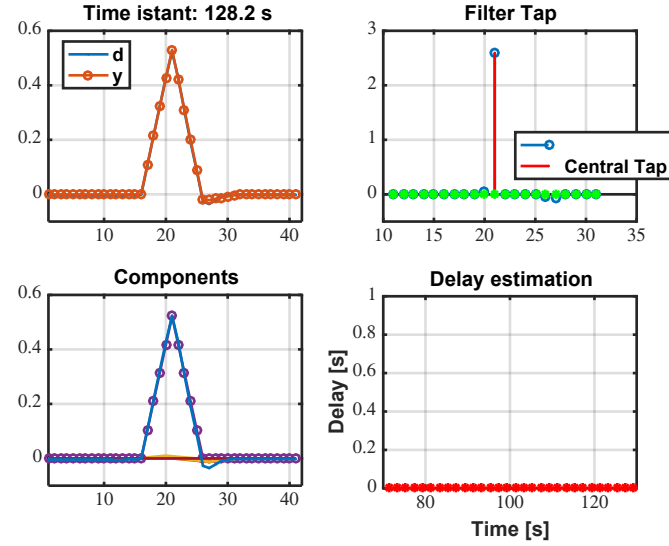 Time istant: 128.2 s
0.6
0.4
0.2
0
10 20 30 40
d
y
Filter Tap
3
2
1
0
10 15 20 25 30 35
Central Tap
Components
0.6
0.4
0.2
0
10 20 30 40
Delay estimation
1
0.8
0.6
0.4
0.2
0
80 100 120
Delay [s]
Time [s]